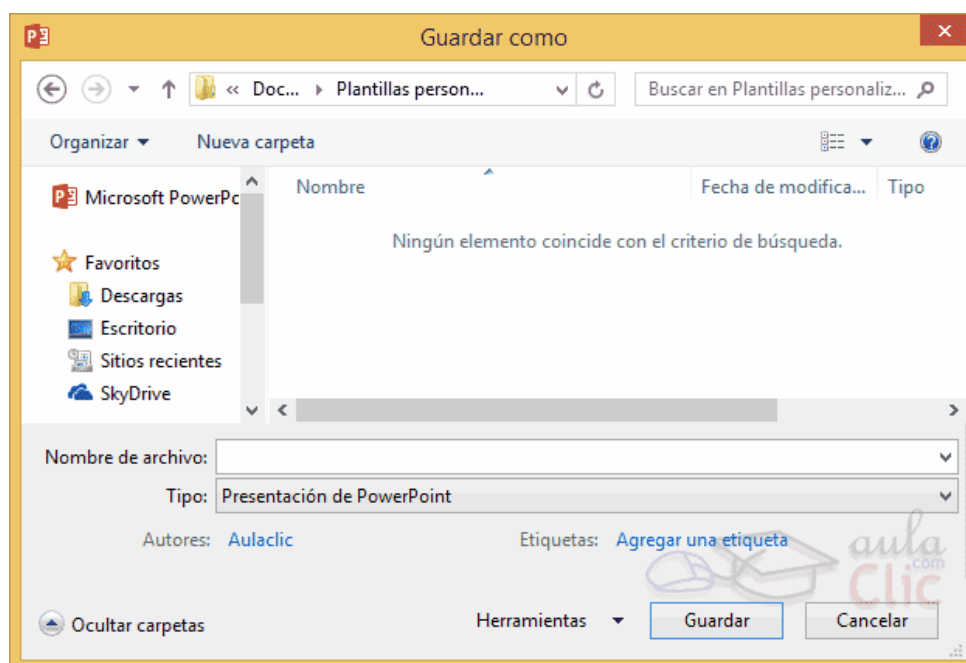 Guardar como
« Doc... Plantillas person... Buscar en Plantillas personaliz...
Organizar Nueva carpeta
Microsoft PowerPo
Nombre Fecha de modifica... Tipo
Ningún elemento coincide con el criterio de búsqueda.
Favoritos
Descargas
Escritorio
Sitios recientes
SkyDrive
Nombre de archivo:
Tipo: Presentación de PowerPoint
Autores: Aulaclic Etiquetas: Agregar una etiqueta
aula
.com
Clic
Ocultar carpetas Herramientas Guardar Cancelar